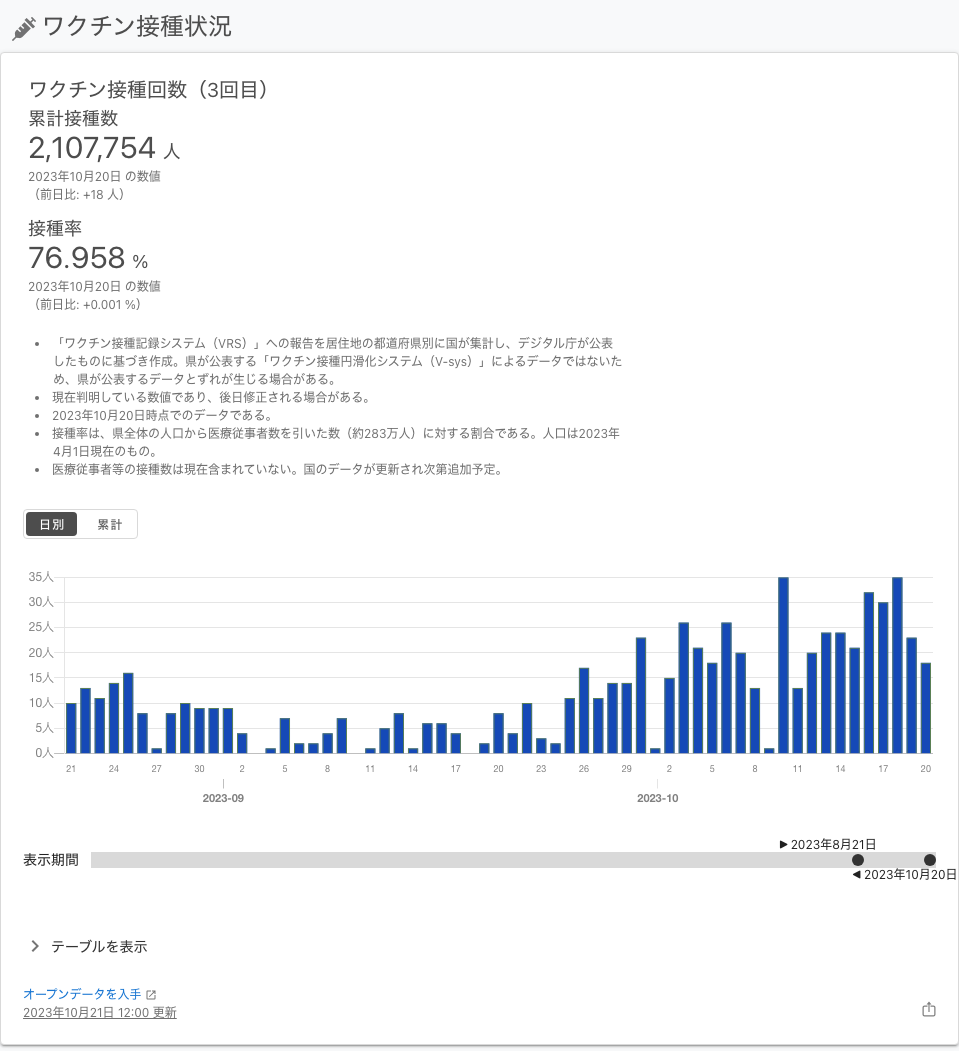 ワクチン接種状況
ワクチン接種回数（3回目）
累計接種数
2,107,754 人
2023年10月20日 の数値
（前日比: +18 人）
接種率
76.958 %
2023年10月20日 の数値
（前日比: +0.001 %）
• 「ワクチン接種記録システム（VRS）」への報告を居住地の都道府県別に国が集計し、デジタル庁が公表
したものに基づき作成。県が公表する「ワクチン接種円滑化システム（V-sys）」によるデータではないた
め、県が公表するデータとずれが生じる場合がある。
• 現在判明している数値であり、後日修正される場合がある。
• 2023年10月20日時点でのデータである。
• 接種率は、県全体の人口から医療従事者数を引いた数（約283万人）に対する割合である。人口は2023年
4月1日現在のもの。
• 医療従事者等の接種数は現在含まれていない。国のデータが更新され次第追加予定。
日別 累計
35人
30人
25人
20人
15人
10人
5人
0人
21 24 27 30 2 5 8 11 14 17 20 23 26 29 2 5 8 11 14 17 20
2023-09 2023-10
▶ 2023年8月21日
表示期間
◀ 2023年10月20日
テーブルを表示
オープンデータを入手
2023年10月21日 12:00 更新